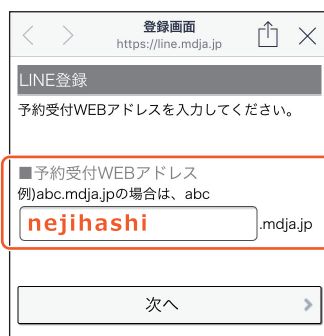 登録画面
https://line.mdja.jp
LINE登録
予約受付WEBアドレスを入力してください。
■予約受付WEBアドレス
例)abc.mdja.jpの場合は、abc
nejihashi .mdja.jp
次へ